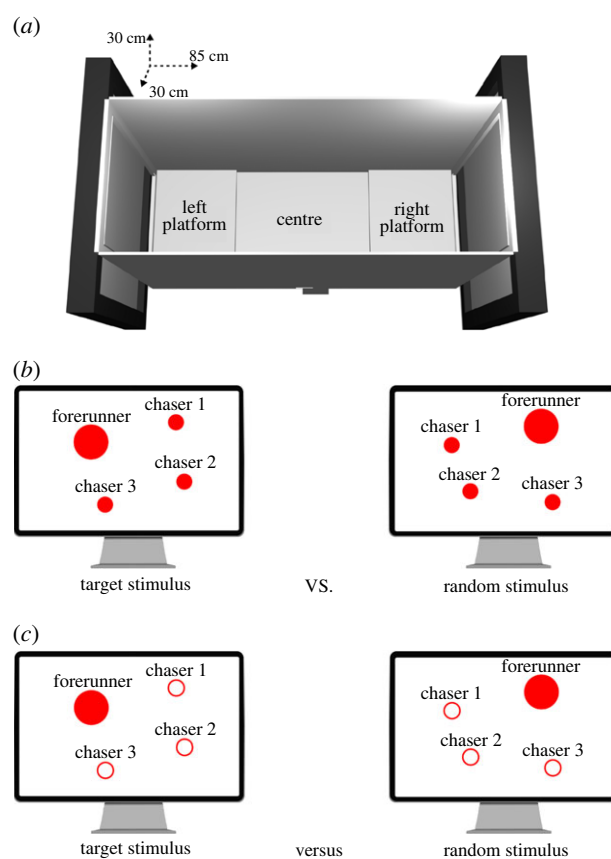 (a)
30 cm
85 cm
30 cm
left
platform
centre
right
platform
(b)
forerunner
chaser 1
chaser 2
chaser 3
forerunner
chaser 1
chaser 2
chaser 3
target stimulus VS. random stimulus
(c)
forerunner
chaser 1
chaser 2
chaser 3
forerunner
chaser 1
chaser 2
chaser 3
target stimulus versus random stimulus